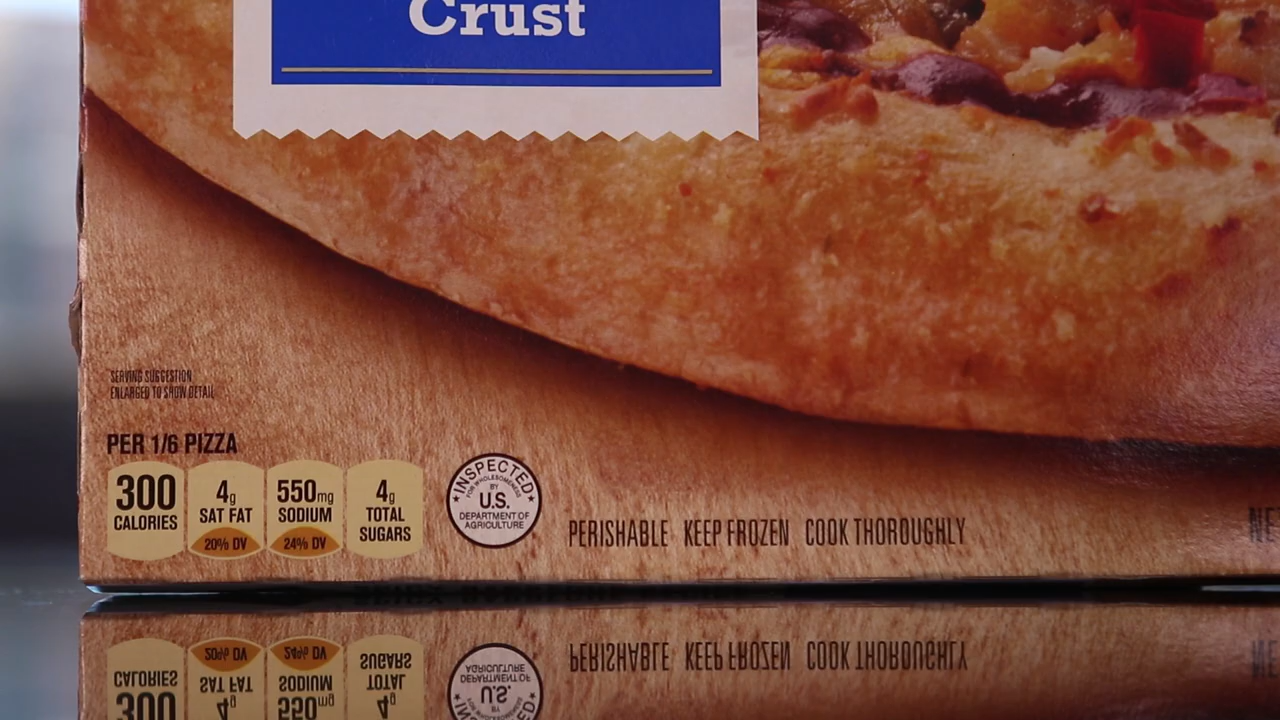 Crust
SERVING SUGGESTION
ENLARGED TO SHOW DETAIL
PER 1/6 PIZZA
300
CALORIES
4g
SAT FAT
20% DV
550mg
SODIUM
24% DV
4g
TOTAL
SUGARS
INSPECTED
FOR WHOLESOMENESS
BY
U.S.
DEPARTMENT OF
AGRICULTURE
PERISHABLE KEEP FROZEN COOK THOROUGHLY
NE